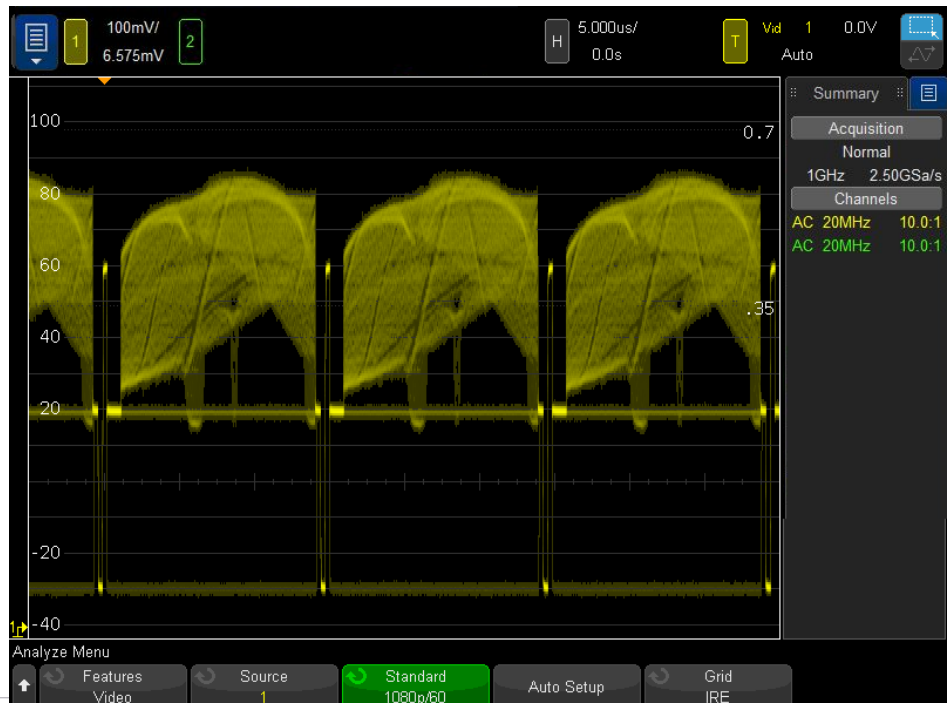 1 100mV/ 2 H 5.000us/ T Vid 1 0.0V
6.575mV 0.0s Auto
Summary
Acquisition
Normal
1GHz 2.50GSa/s
Channels
AC 20MHz 10.0:1
AC 20MHz 10.0:1
100
0.7
80
60
.35
40
20
-20
-40
1
Analyze Menu
Features Source Standard Auto Setup Grid
Video 1 1080p/60 IRE